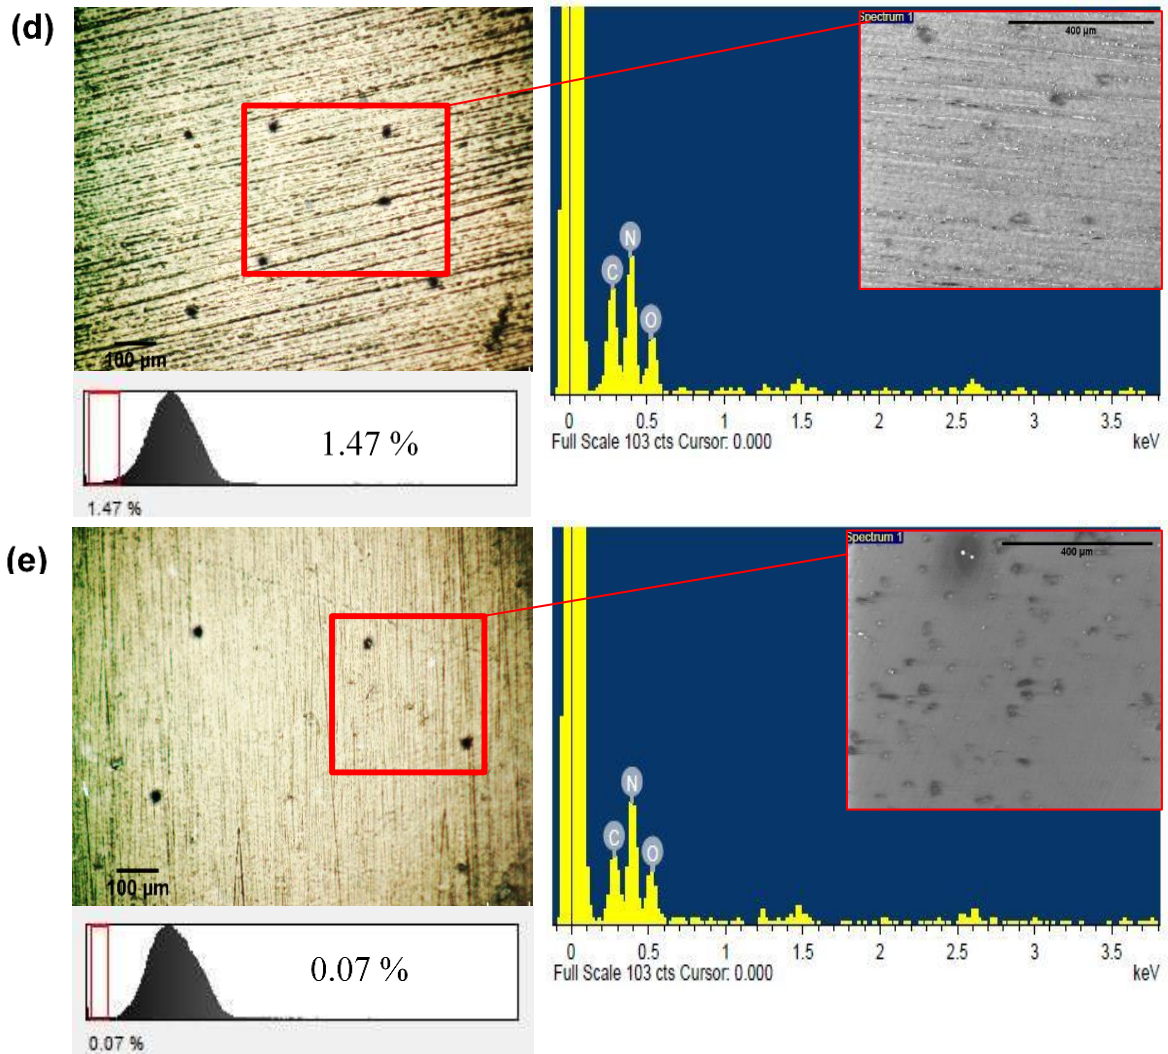 (d)
100 µm
1.47 %
1.47 %
Spectrum 1
400 µm
C
N
O
0 0.5 1 1.5 2 2.5 3 3.5
Full Scale 103 cts Cursor: 0.000 keV
(e)
100 µm
0.07 %
0.07 %
Spectrum 1
400 µm
C
N
O
0 0.5 1 1.5 2 2.5 3 3.5
Full Scale 103 cts Cursor: 0.000 keV